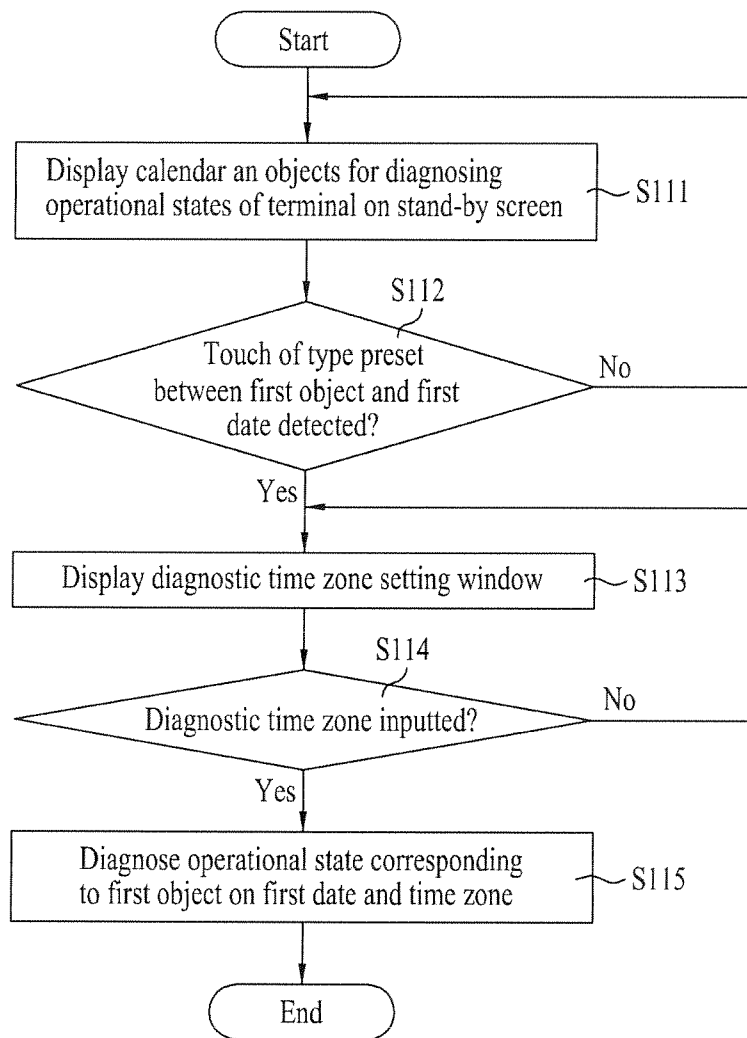 Start
Display calendar an objects for diagnosing
operational states of terminal on stand-by screen
S111
S112
Touch of type preset
between first object and first
date detected?
No
Yes
Display diagnostic time zone setting window
S113
S114
Diagnostic time zone inputted?
No
Yes
Diagnose operational state corresponding
to first object on first date and time zone
S115
End